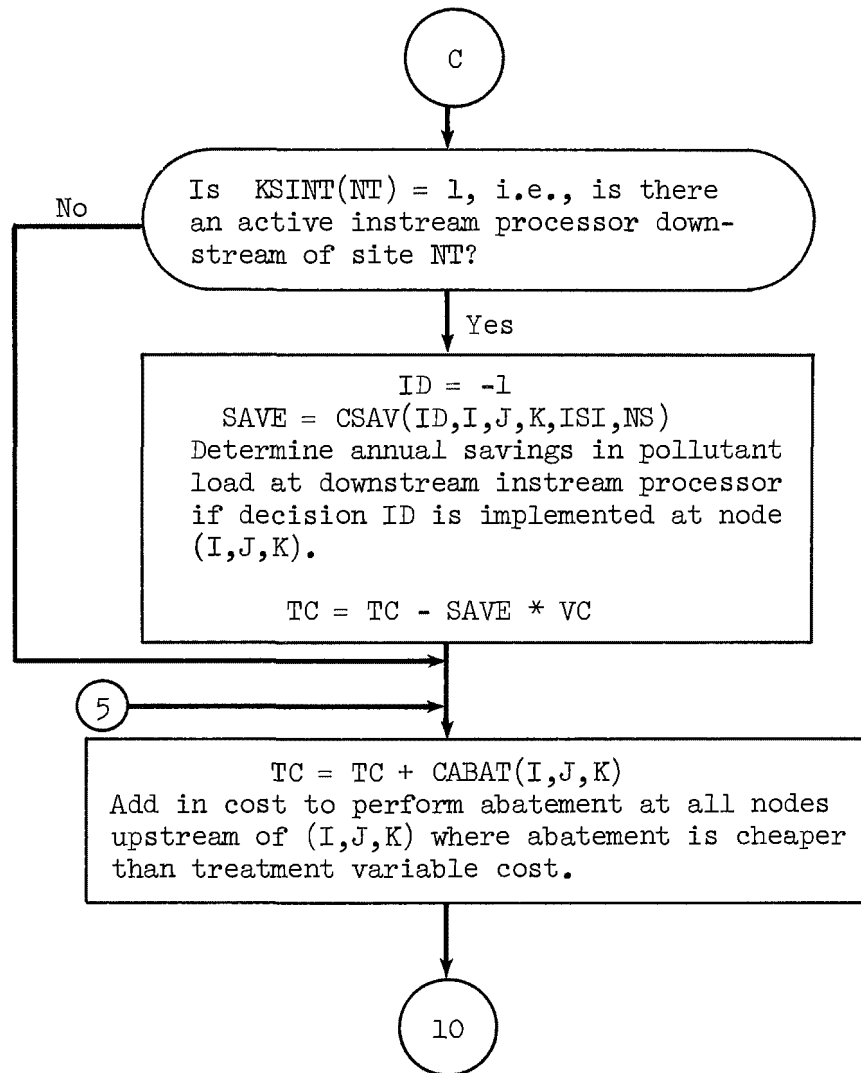 C
Is KSINT(NT) = 1, i.e., is there
an active instream processor down-
stream of site NT?
No
Yes
ID = -1
SAVE = CSAV(ID,I,J,K,ISI,NS)
Determine annual savings in pollutant
load at downstream instream processor
if decision ID is implemented at node
(I,J,K).
TC = TC - SAVE * VC
5
TC = TC + CABAT(I,J,K)
Add in cost to perform abatement at all nodes
upstream of (I,J,K) where abatement is cheaper
than treatment variable cost.
10